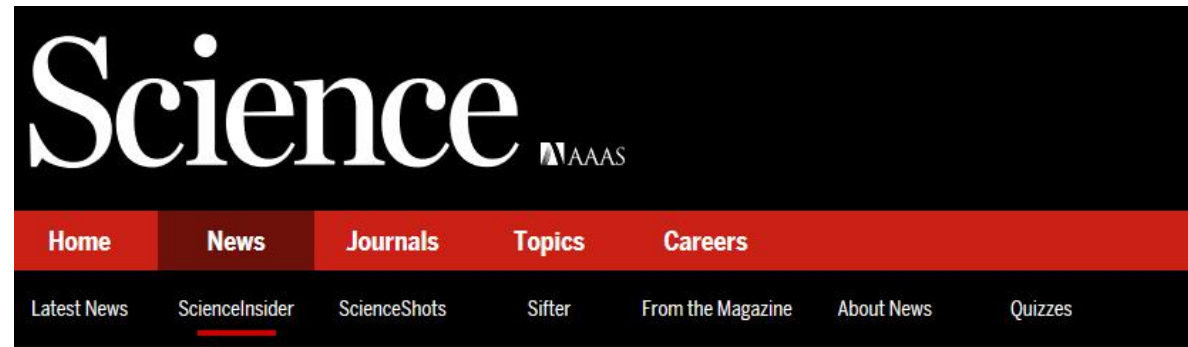 Science AAAS
Home News Journals Topics Careers
Latest News ScienceInsider ScienceShots Sifter From the Magazine About News Quizzes